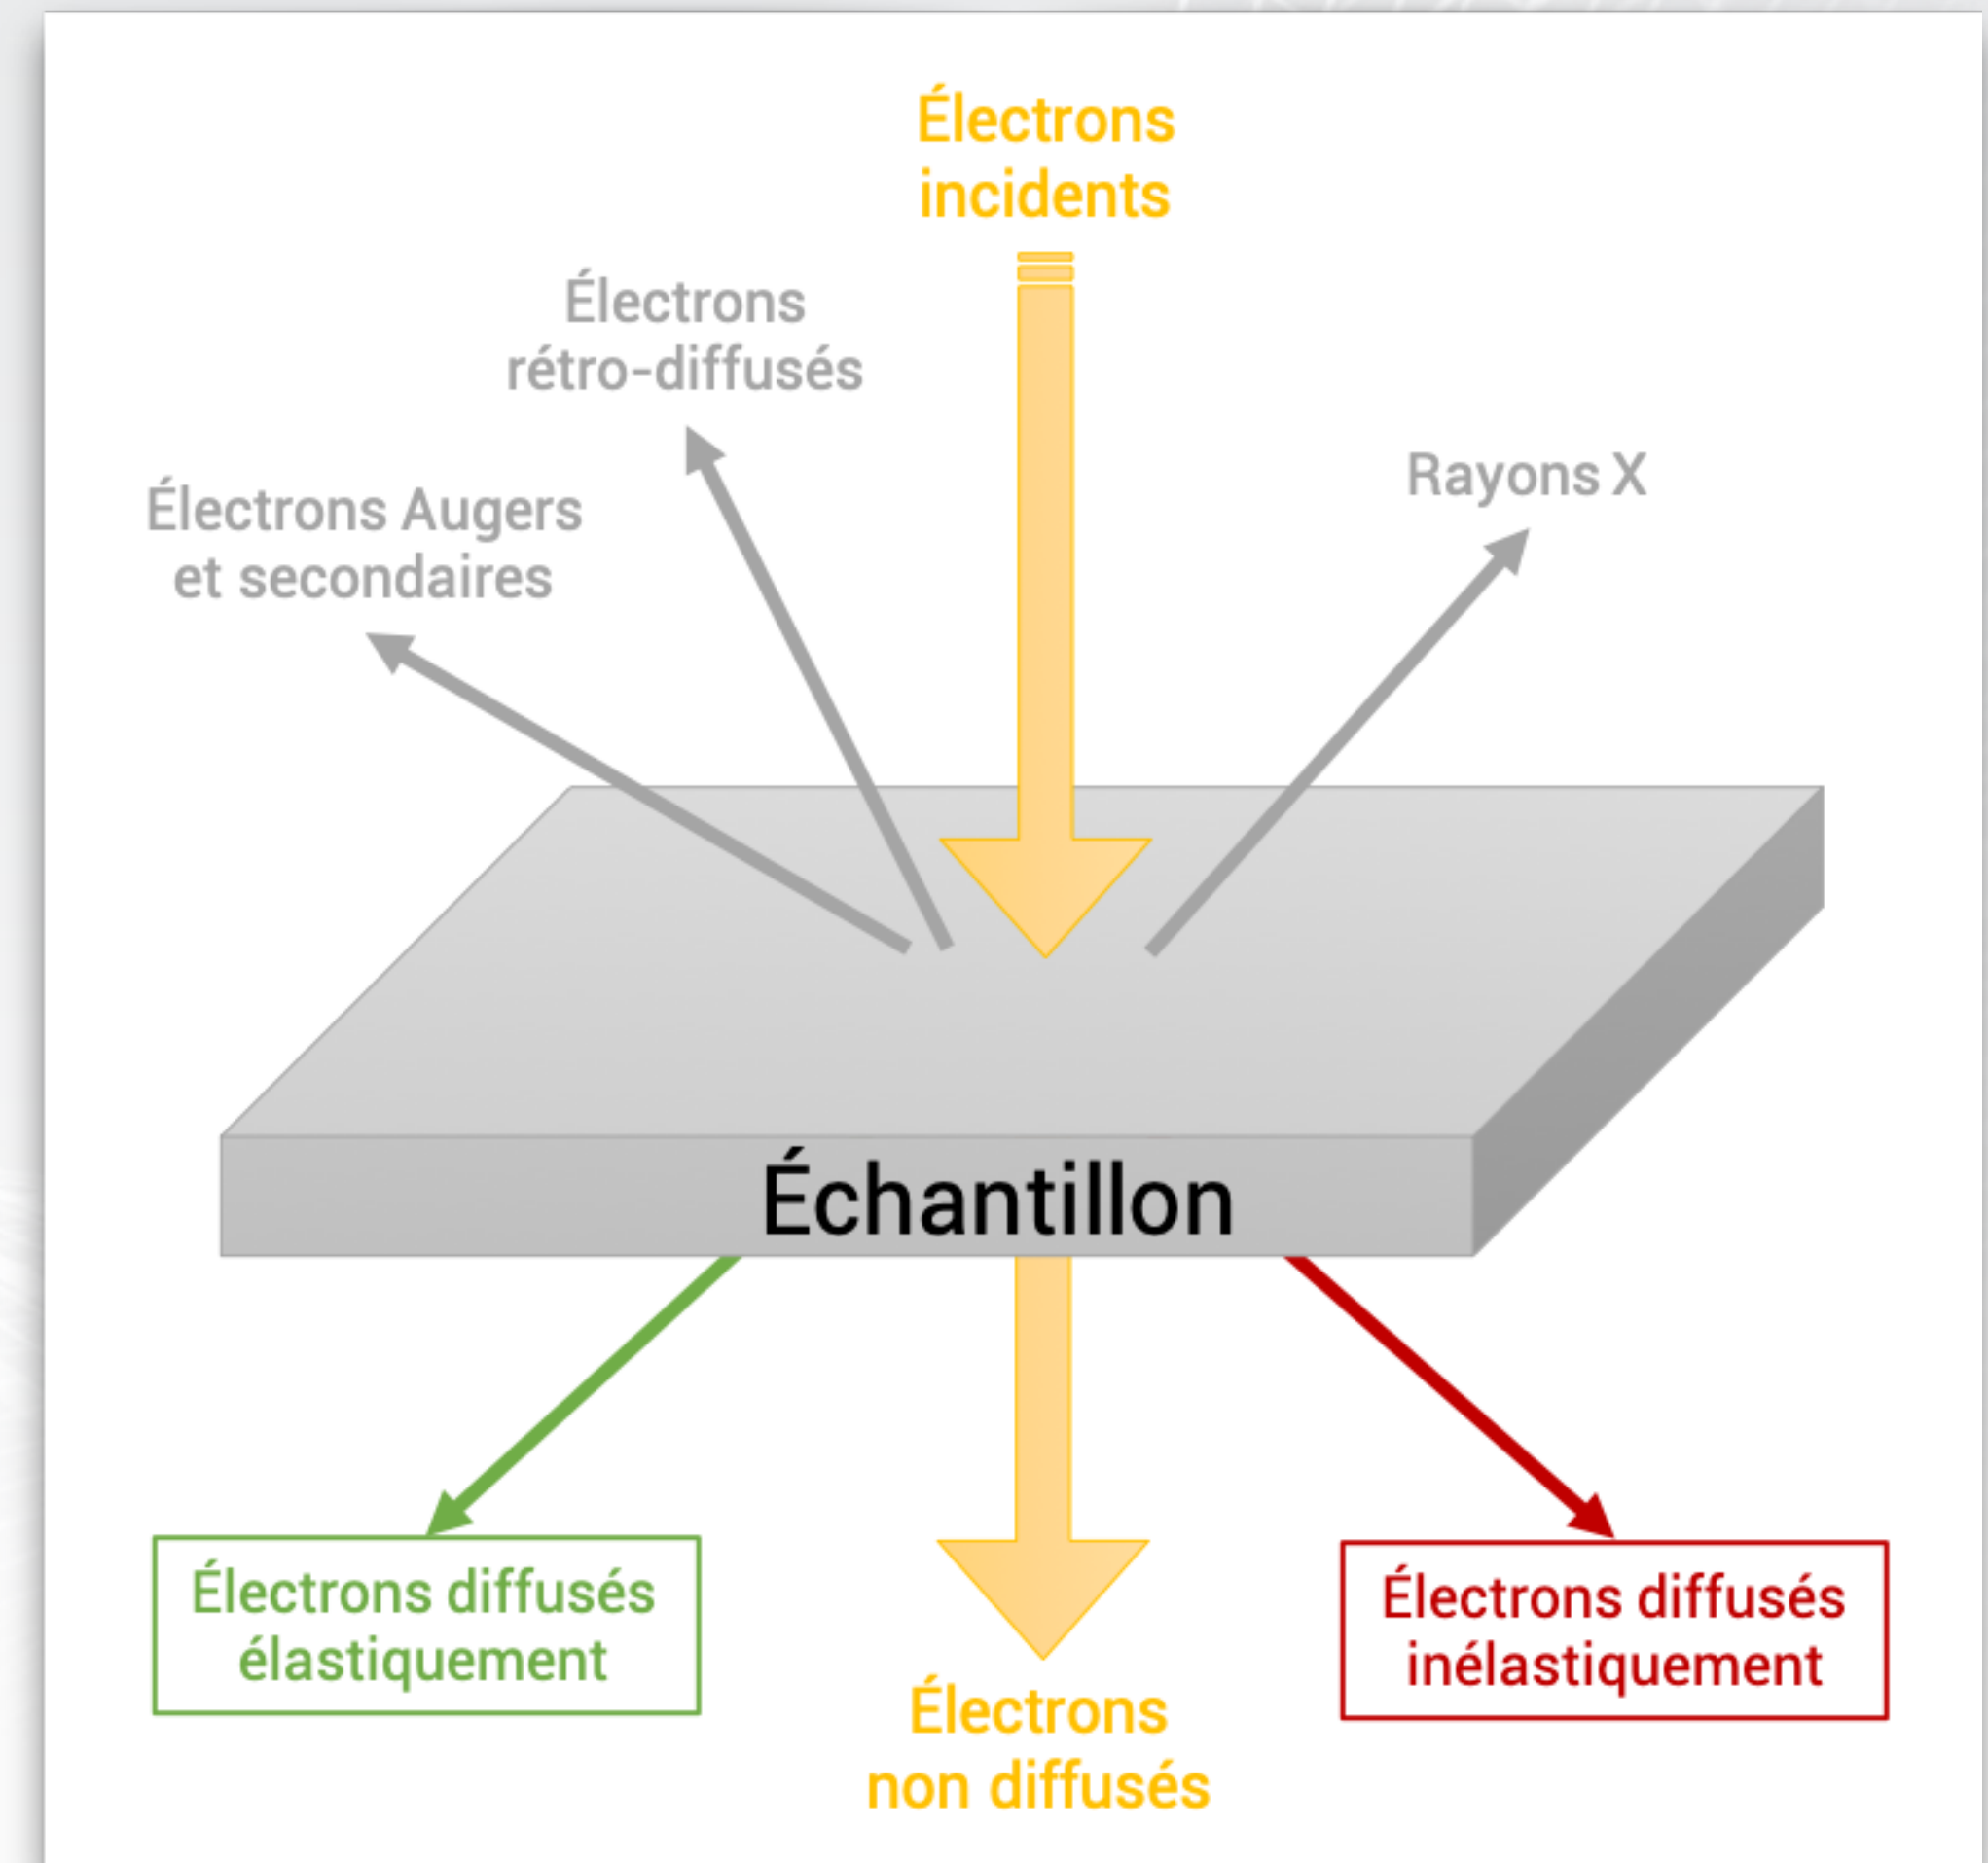 Électrons
incidents
Électrons
rétro-diffusés
Électrons Augers
et secondaires
Rayons X
Échantillon
Électrons diffusés
élastiquement
Électrons
non diffusés
Électrons diffusés
inélastiquement